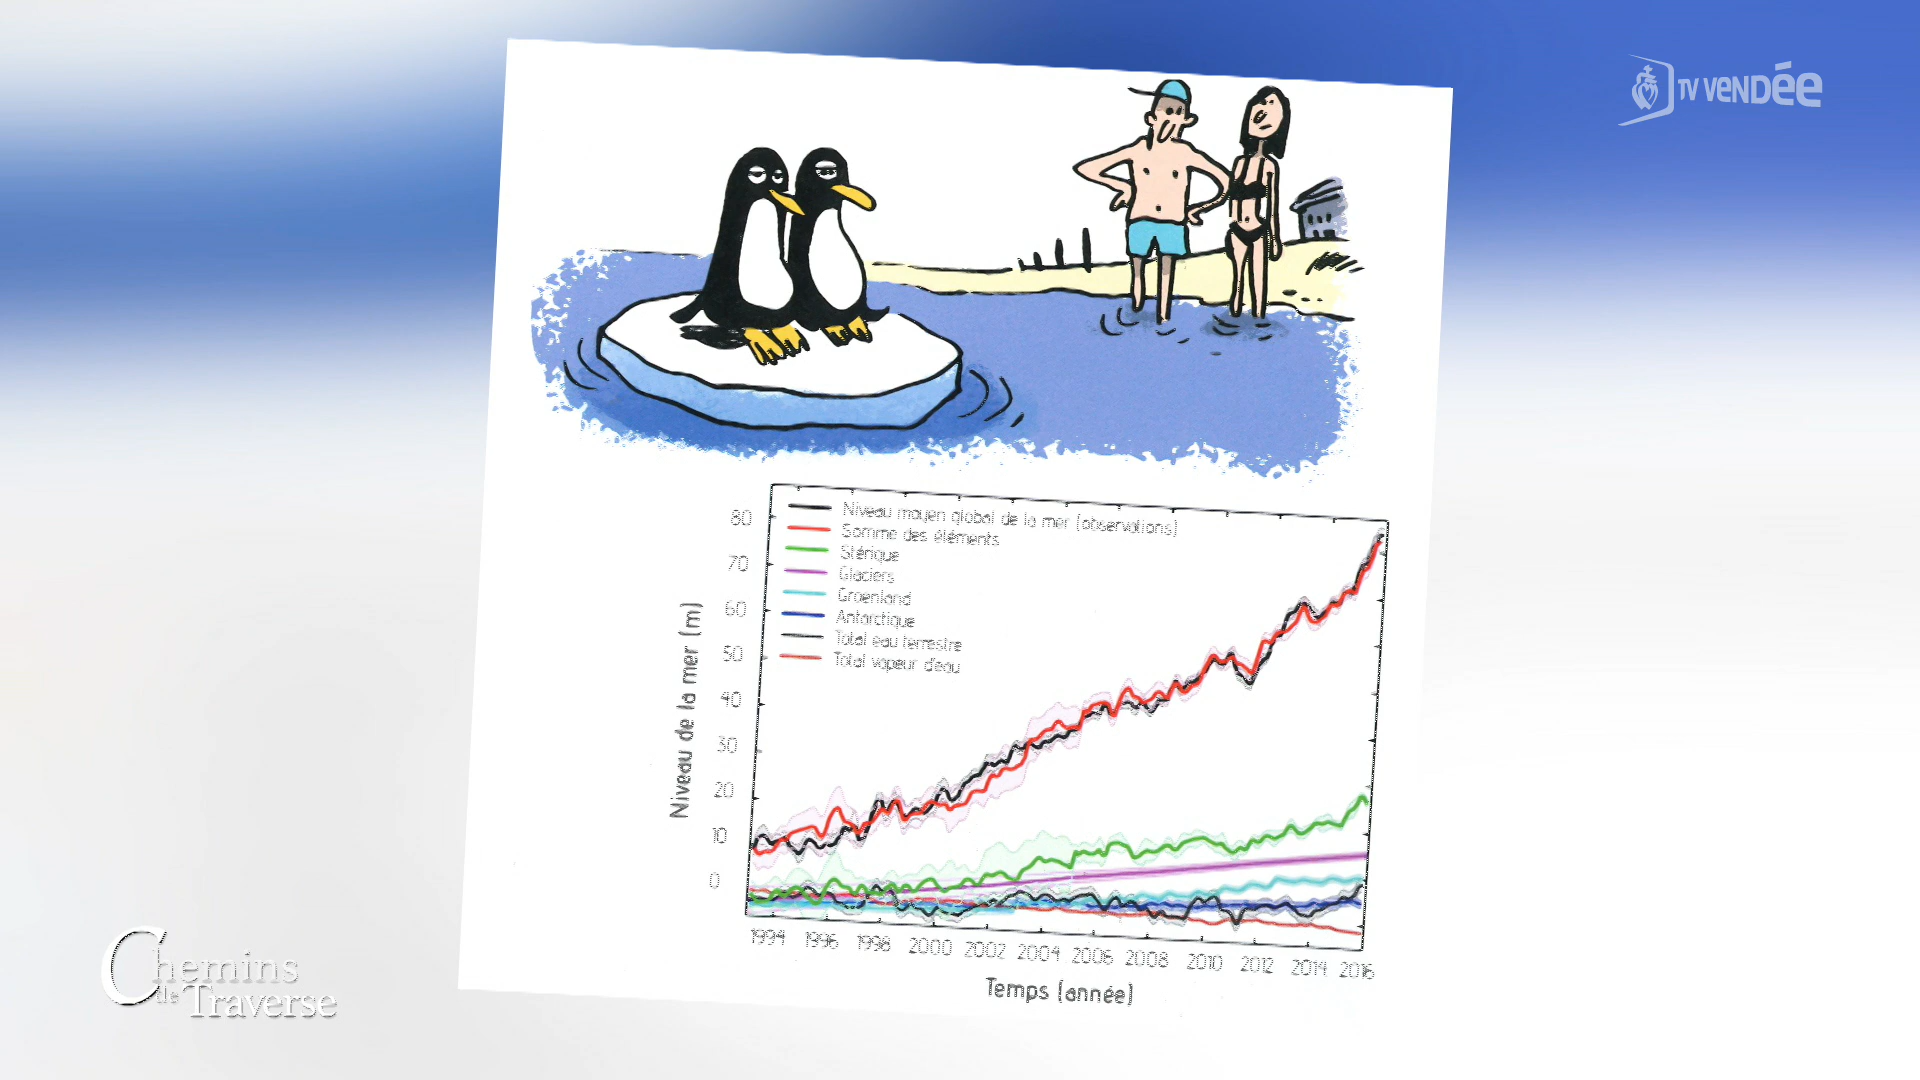 TV VENDÉE
80
70
60
50
40
30
20
10
0
Niveau de la mer (m)
Niveau moyen global de la mer (observations)
Somme des éléments
Stérique
Glaciers
Groenland
Antarctique
Total eau terrestre
Total vapeur d'eau
1994 1996 1998 2000 2002 2004 2006 2008 2010 2012 2014 2016
Temps (année)
Chemins
de Traverse